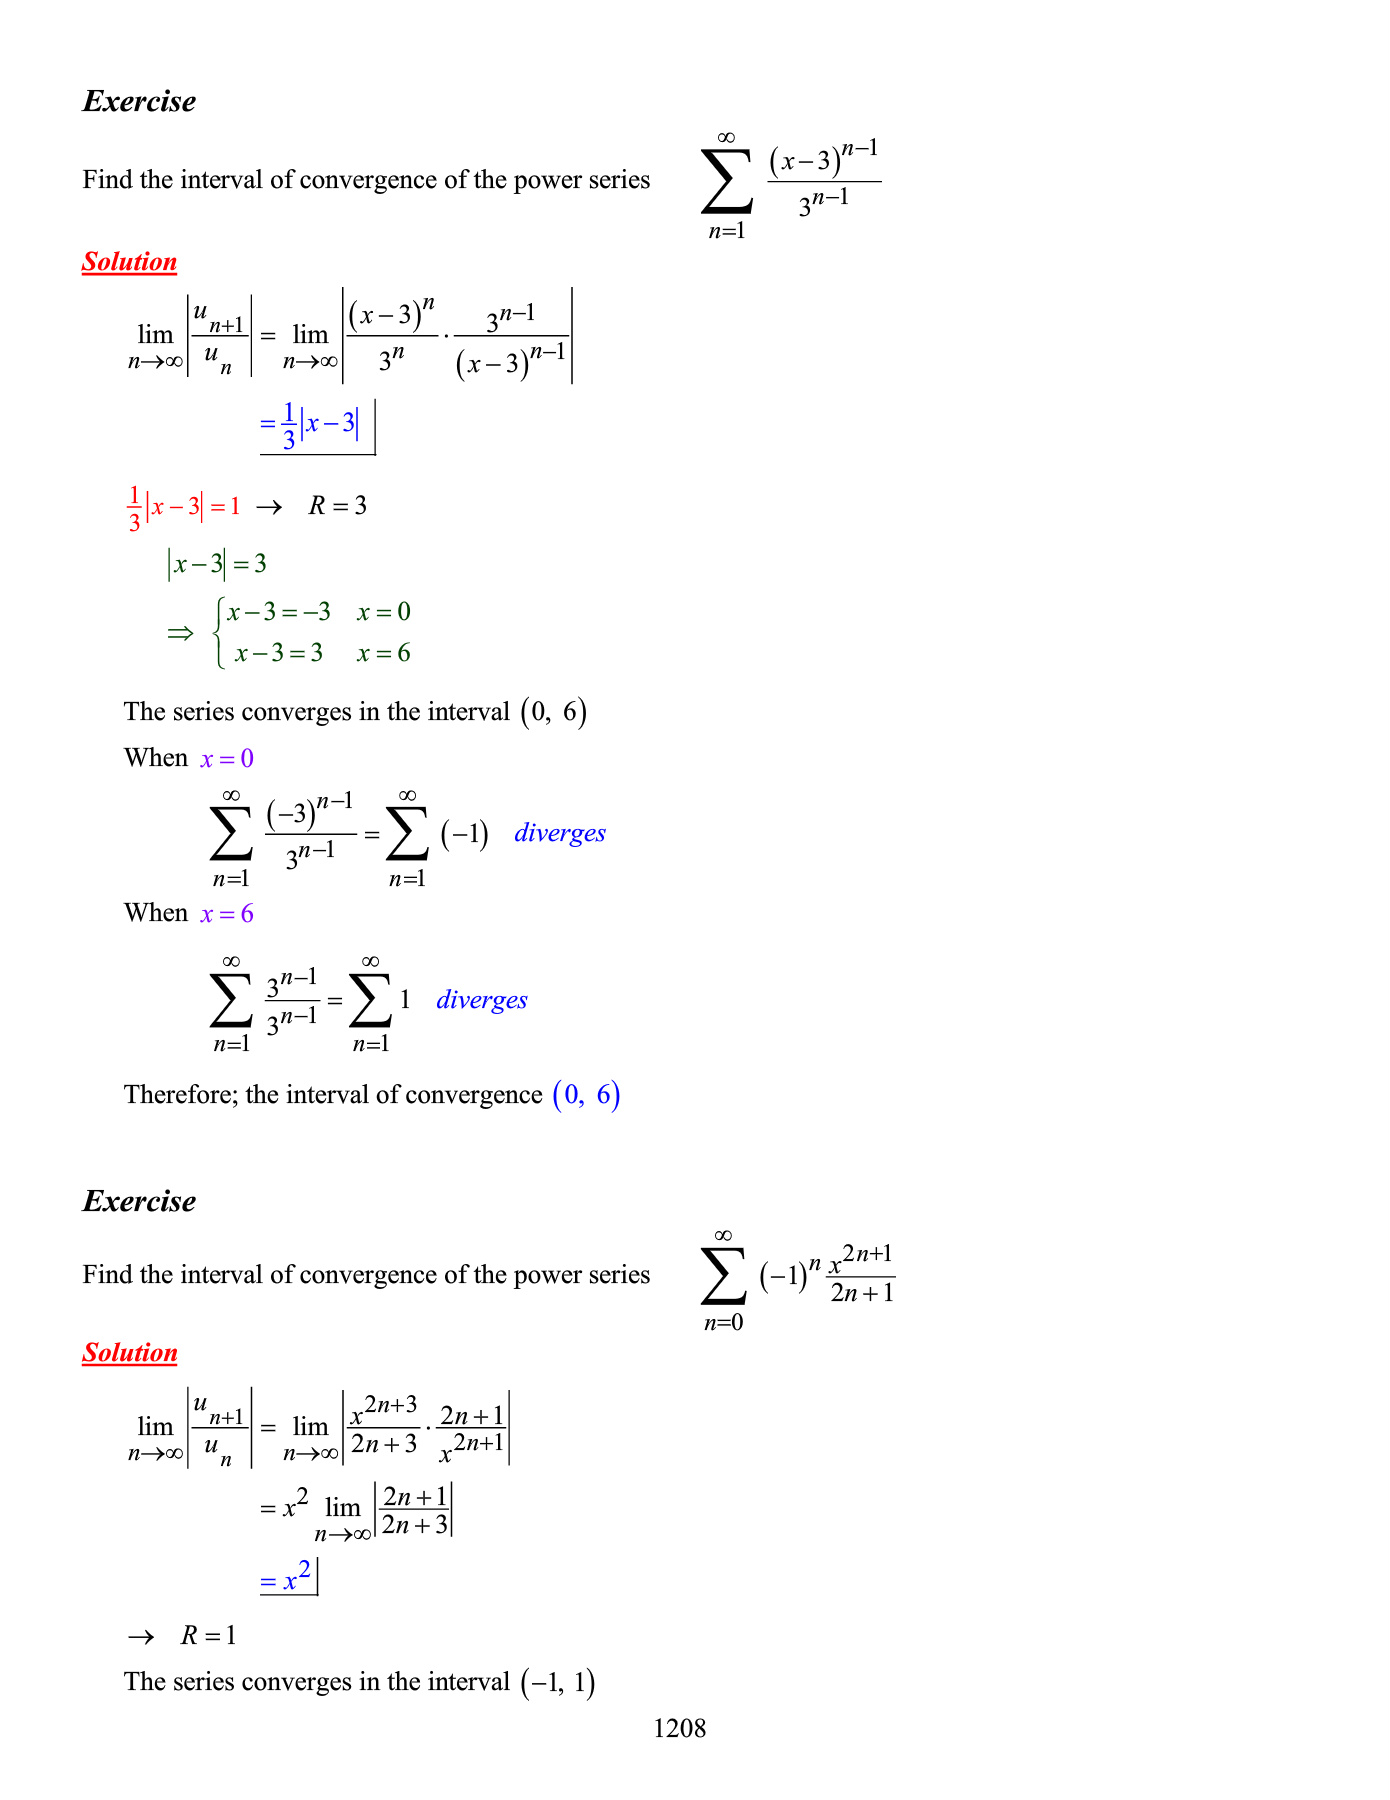 Exercise
Find the interval of convergence of the power series $\sum_{n=1}^{\infty} \frac{(x-3)^{n-1}}{3^{n-1}}$
Solution
$\lim_{n\to\infty} \left|\frac{u_{n+1}}{u_n}\right| = \lim_{n\to\infty} \left|\frac{(x-3)^n}{3^n} \cdot \frac{3^{n-1}}{(x-3)^{n-1}}\right|$
$= \frac{1}{3}|x-3|$
$\frac{1}{3}|x-3| = 1 \rightarrow R = 3$
$|x-3| = 3$
$\Rightarrow \begin{cases} x-3=-3 & x=0 \\ x-3=3 & x=6 \end{cases}$
The series converges in the interval (0, 6)
When $x = 0$
$\sum_{n=1}^{\infty} \frac{(-3)^{n-1}}{3^{n-1}} = \sum_{n=1}^{\infty} (-1)$ diverges
When $x = 6$
$\sum_{n=1}^{\infty} \frac{3^{n-1}}{3^{n-1}} = \sum_{n=1}^{\infty} 1$ diverges
Therefore; the interval of convergence (0, 6)
Exercise
Find the interval of convergence of the power series $\sum_{n=0}^{\infty} (-1)^n \frac{x^{2n+1}}{2n+1}$
Solution
$\lim_{n\to\infty} \left|\frac{u_{n+1}}{u_n}\right| = \lim_{n\to\infty} \left|\frac{x^{2n+3}}{2n+3} \cdot \frac{2n+1}{x^{2n+1}}\right|$
$= x^2 \lim_{n\to\infty} \left|\frac{2n+1}{2n+3}\right|$
$= x^2$
$\rightarrow R = 1$
The series converges in the interval (−1, 1)
1208